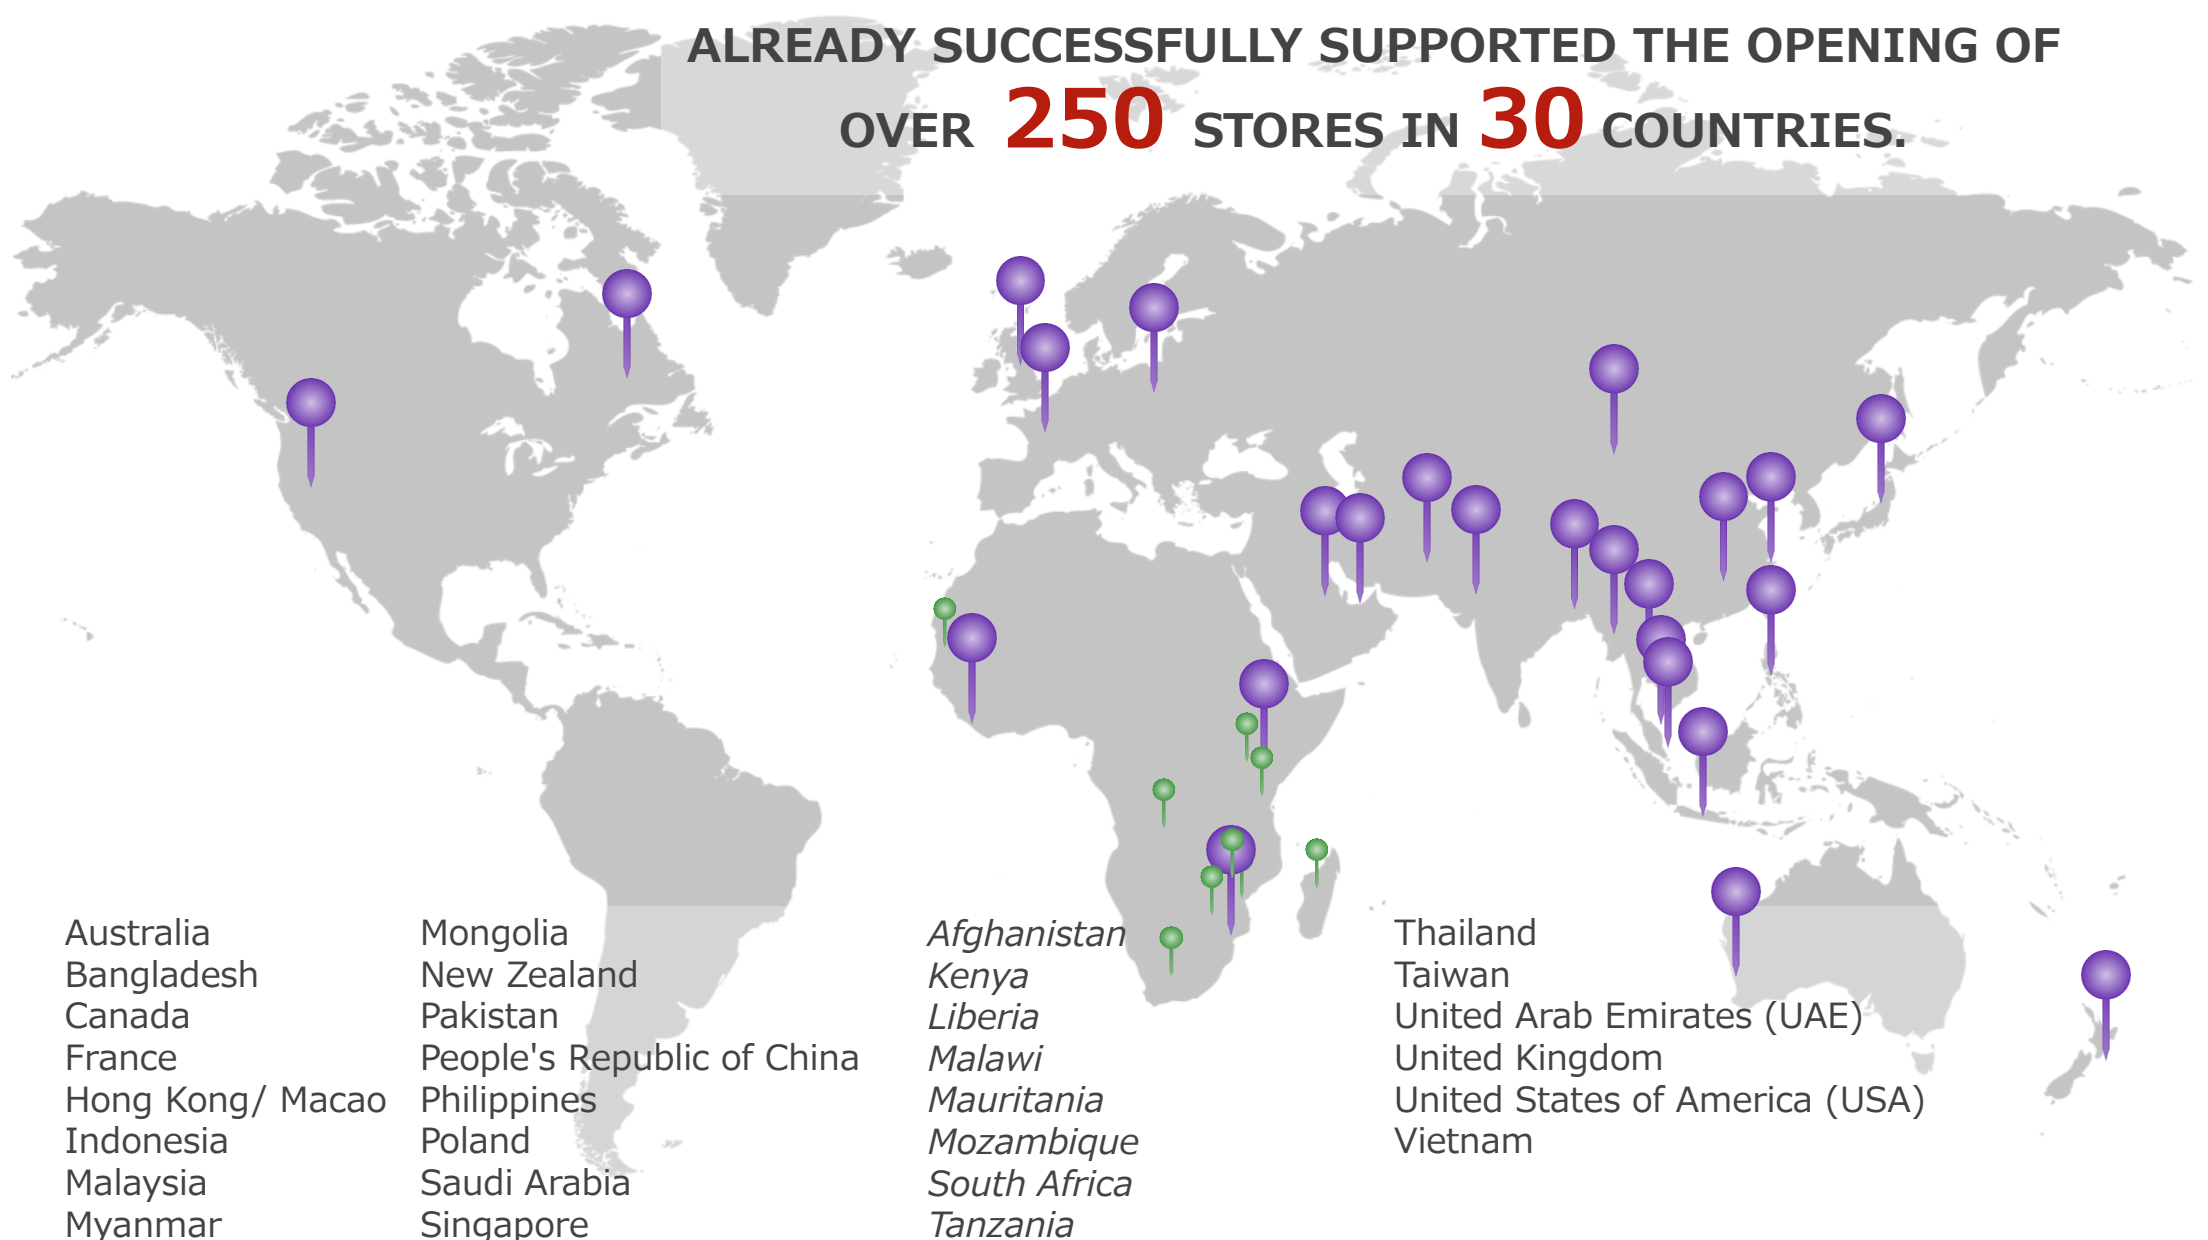 ALREADY SUCCESSFULLY SUPPORTED THE OPENING OF
OVER 250 STORES IN 30 COUNTRIES.
Australia
Bangladesh
Canada
France
Hong Kong/ Macao
Indonesia
Malaysia
Myanmar
Mongolia
New Zealand
Pakistan
People's Republic of China
Philippines
Poland
Saudi Arabia
Singapore
Afghanistan
Kenya
Liberia
Malawi
Mauritania
Mozambique
South Africa
Tanzania
Thailand
Taiwan
United Arab Emirates (UAE)
United Kingdom
United States of America (USA)
Vietnam